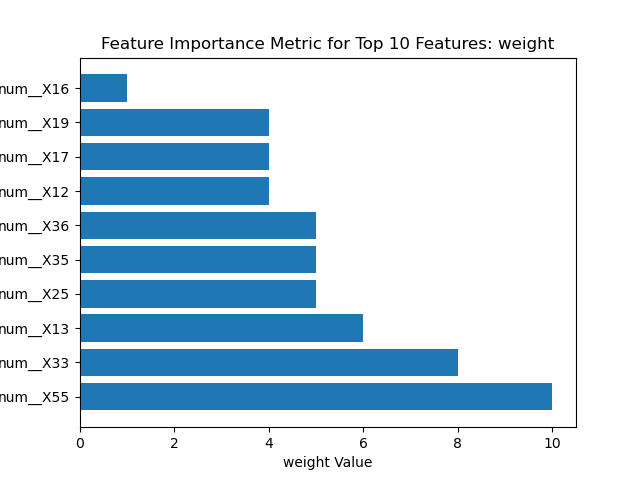 Feature Importance Metric for Top 10 Features: weight
num__X16
num__X19
num__X17
num__X12
num__X36
num__X35
num__X25
num__X13
num__X33
num__X55
0 2 4 6 8 10
weight Value